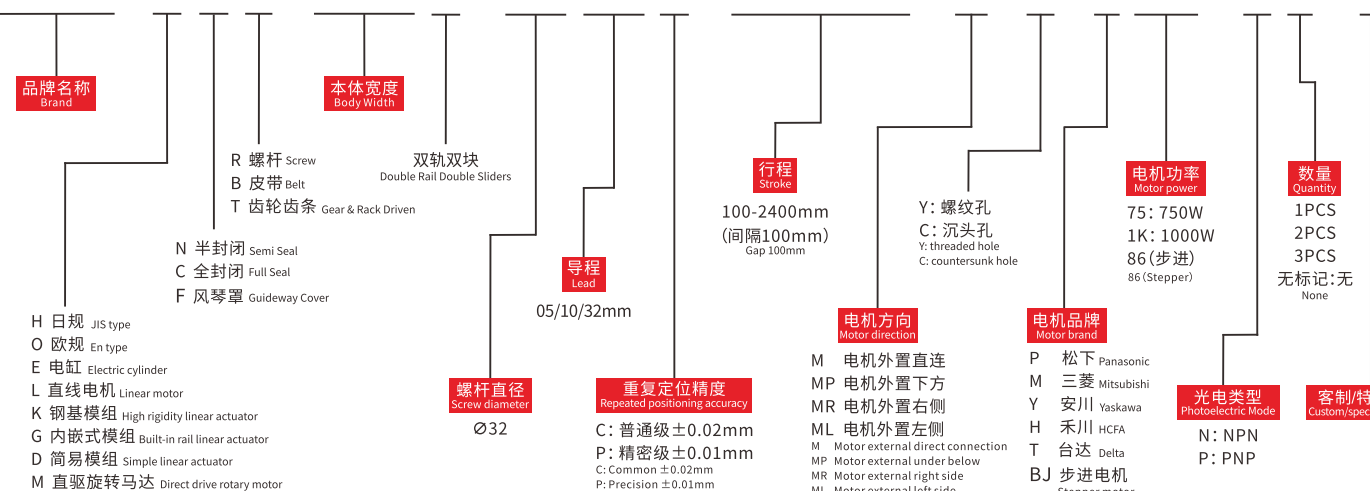 品牌名称
Brand
H 日规 JIS type
O 欧规 En type
E 电缸 Electric cylinder
L 直线电机 Linear motor
K 钢基模组 High rigidity linear actuator
G 内嵌式模组 Built-in rail linear actuator
D 简易模组 Simple linear actuator
M 直驱旋转马达 Direct drive rotary motor
N 半封闭 Semi Seal
C 全封闭 Full Seal
F 风琴罩 Guideway Cover
R 螺杆 Screw
B 皮带 Belt
T 齿轮齿条 Gear & Rack Driven
本体宽度
Body Width
双轨双块
Double Rail Double Sliders
螺杆直径
Screw diameter
Ø32
导程
Lead
05/10/32mm
重复定位精度
Repeated positioning accuracy
C: 普通级±0.02mm
P: 精密级±0.01mm
C: Common ±0.02mm
P: Precision ±0.01mm
行程
Stroke
100-2400mm
(间隔100mm)
Gap 100mm
电机方向
Motor direction
M 电机外置直连
MP 电机外置下方
MR 电机外置右侧
ML 电机外置左侧
M Motor external direct connection
MP Motor external under below
MR Motor external right side
ML Motor external left side
Y: 螺纹孔
C: 沉头孔
Y: threaded hole
C: countersunk hole
电机品牌
Motor brand
P 松下 Panasonic
M 三菱 Mitsubishi
Y 安川 Yaskawa
H 禾川 HCFA
T 台达 Delta
BJ 步进电机
Stepper motor
电机功率
Motor power
75: 750W
1K: 1000W
86(步进)
86(Stepper)
光电类型
Photoelectric Mode
N: NPN
P: PNP
数量
Quantity
1PCS
2PCS
3PCS
无标记:无
None
客制/特
Custom/spec